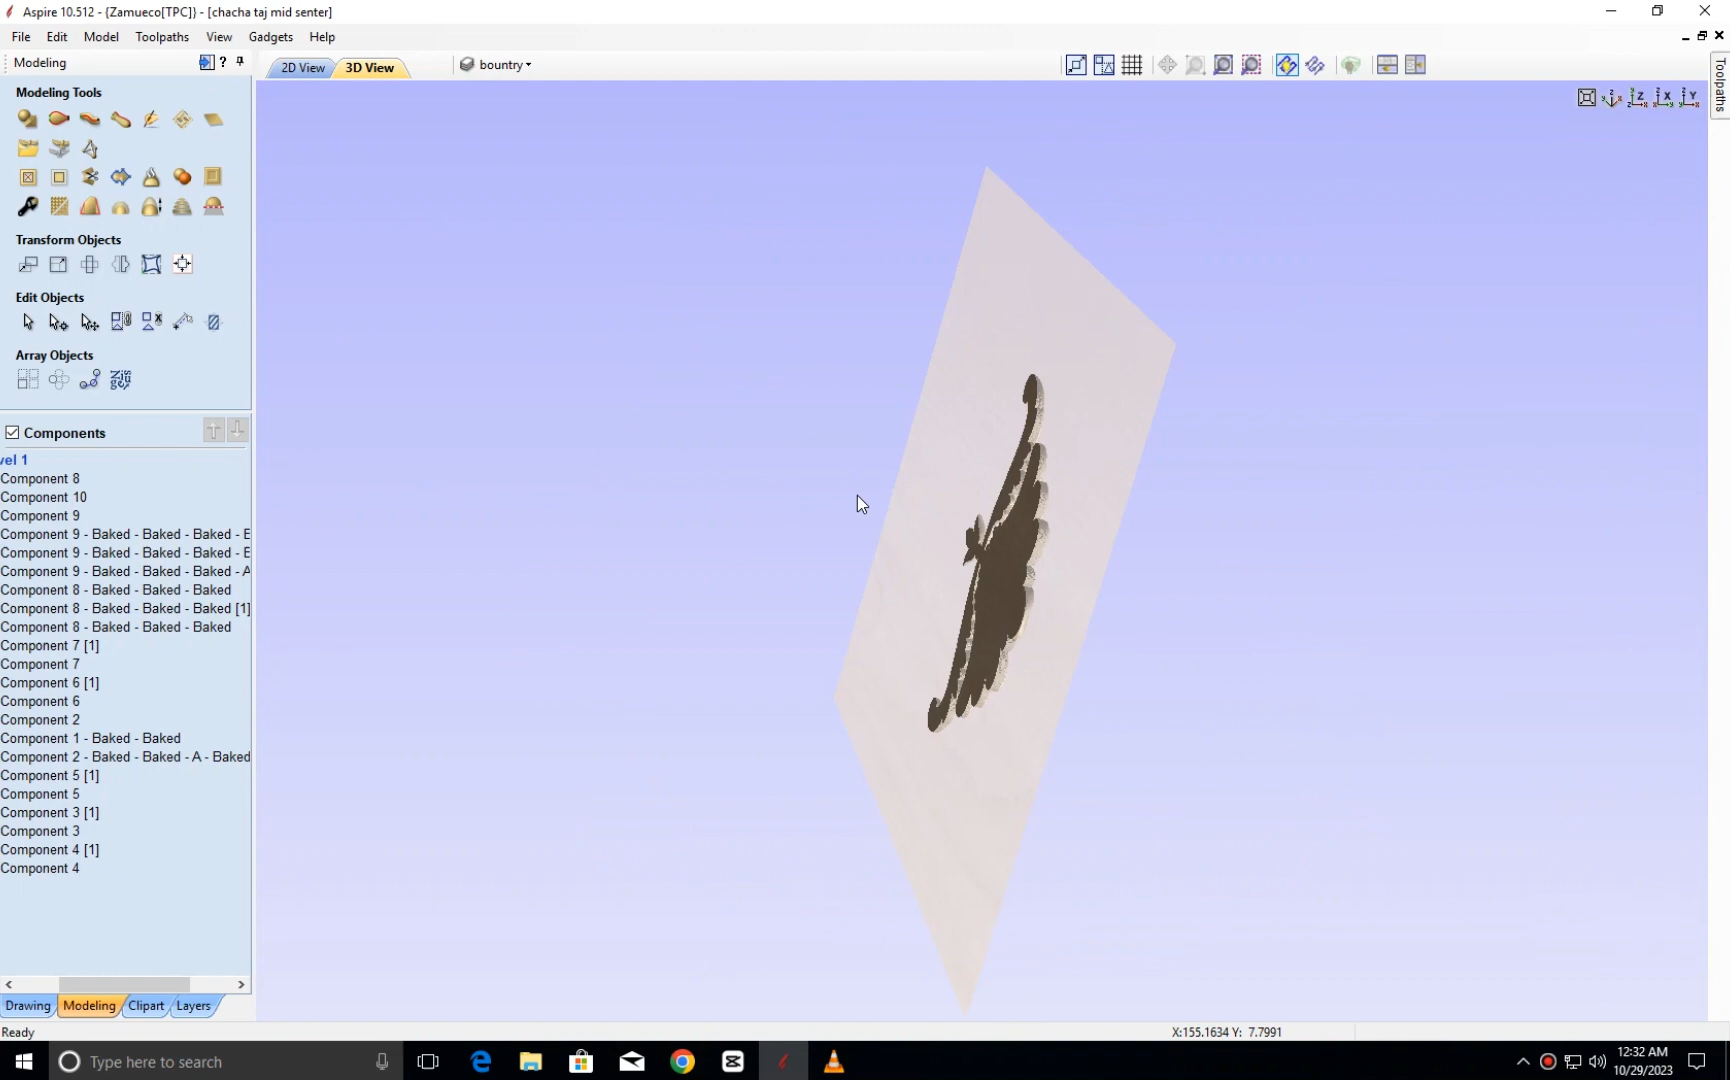 Aspire 10.512 - {Zamueco[TPC]} - [chacha taj mid senter]
File Edit Model Toolpaths View Gadgets Help
Modeling ?
2D View 3D View bountry
Toolpaths
Modeling Tools
Transform Objects
Edit Objects
Array Objects
Components
vel 1
Component 8
Component 10
Component 9
Component 9 - Baked - Baked - Baked - E
Component 9 - Baked - Baked - Baked - E
Component 9 - Baked - Baked - Baked - A
Component 8 - Baked - Baked - Baked
Component 8 - Baked - Baked - Baked [1]
Component 8 - Baked - Baked - Baked
Component 7 [1]
Component 7
Component 6 [1]
Component 6
Component 2
Component 1 - Baked - Baked
Component 2 - Baked - Baked - A - Baked
Component 5 [1]
Component 5
Component 3 [1]
Component 3
Component 4 [1]
Component 4
Drawing Modeling Clipart Layers
Ready X:155.1634 Y: 7.7991
Type here to search
12:32 AM
10/29/2023